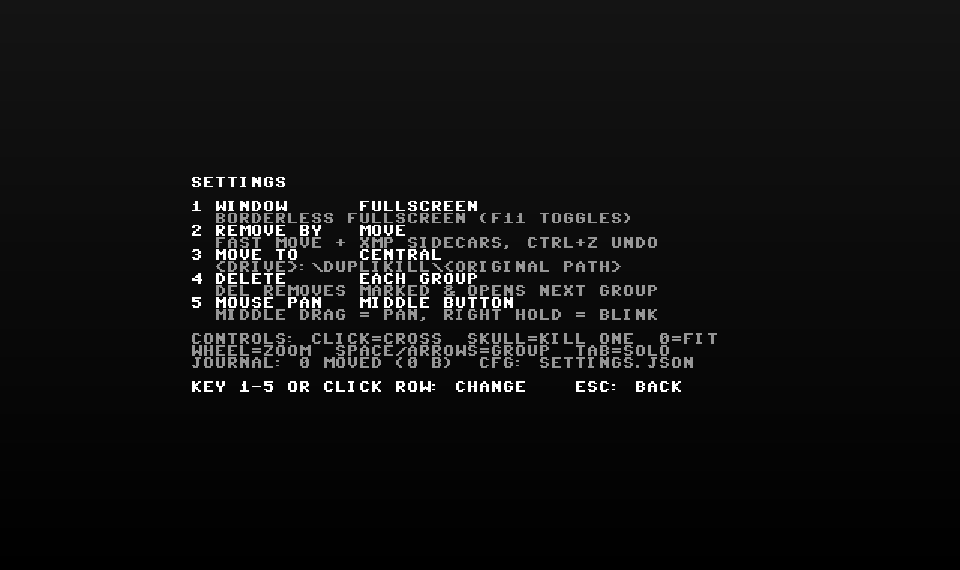 SETTINGS
1 WINDOW FULLSCREEN
BORDERLESS FULLSCREEN (F11 TOGGLES)
2 REMOVE BY MOVE
FAST MOVE + XMP SIDECARS, CTRL+Z UNDO
3 MOVE TO CENTRAL
<DRIVE>:\DUPLIKILL\<ORIGINAL PATH>
4 DELETE EACH GROUP
DEL REMOVES MARKED & OPENS NEXT GROUP
5 MOUSE PAN MIDDLE BUTTON
MIDDLE DRAG = PAN, RIGHT HOLD = BLINK
CONTROLS: CLICK=CROSS SKULL=KILL ONE 0=FIT
WHEEL=ZOOM SPACE/ARROWS=GROUP TAB=SOLO
JOURNAL: 0 MOVED (0 B) CFG: SETTINGS.JSON
KEY 1-5 OR CLICK ROW: CHANGE ESC: BACK